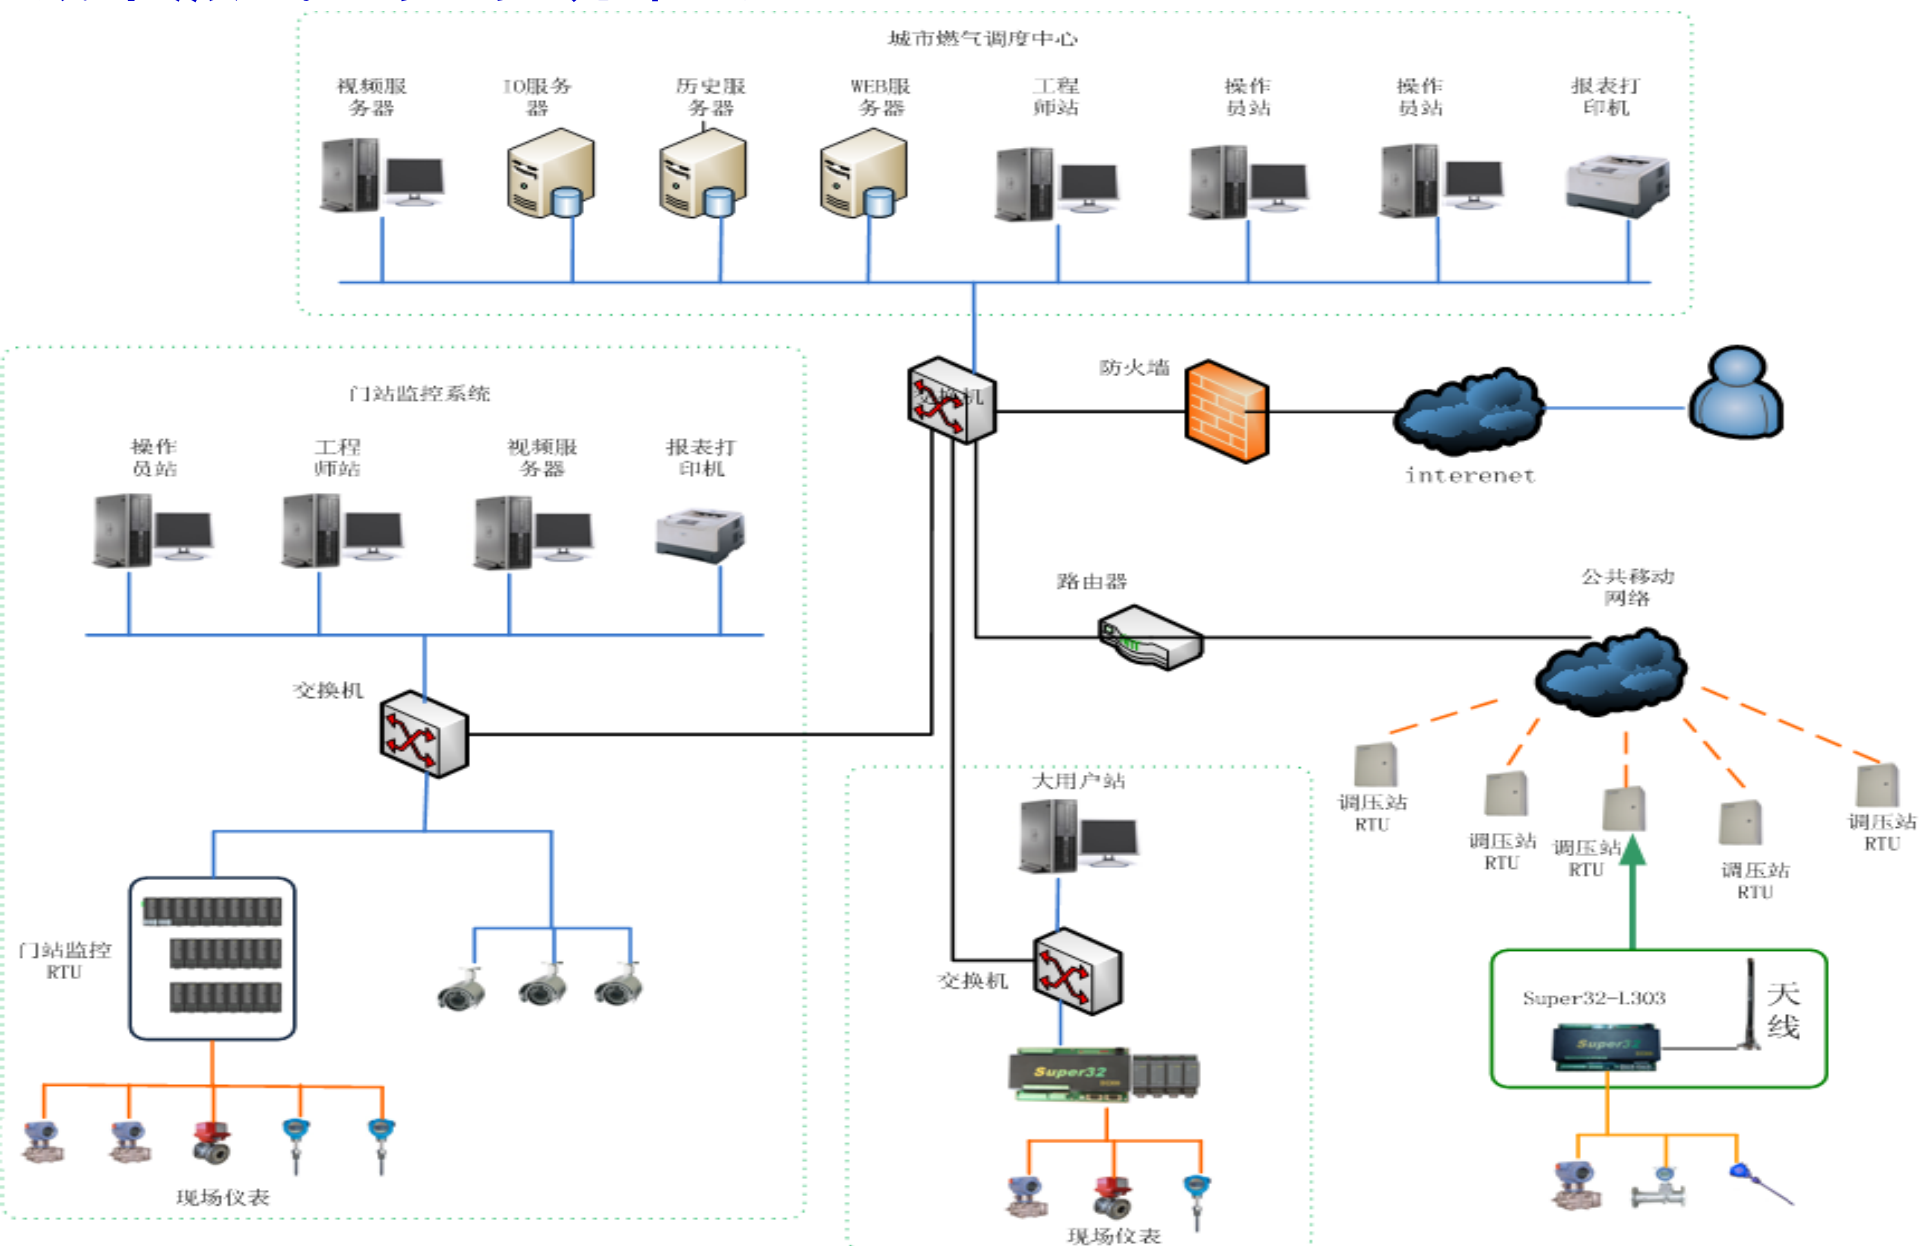 城市燃气调度中心
视频服
务器
IO服务
器
历史服
务器
WEB服
务器
工程
师站
操作
员站
操作
员站
报表打
印机
交换机
防火墙
interenet
门站监控系统
操作
员站
工程
师站
视频服
务器
报表打
印机
路由器
公共移动
网络
交换机
调压站
RTU
调压站
RTU
调压站
RTU
调压站
RTU
调压站
RTU
大用户站
门站监控
RTU
交换机
Super32-L303
天
线
Super32
Super32
现场仪表
现场仪表